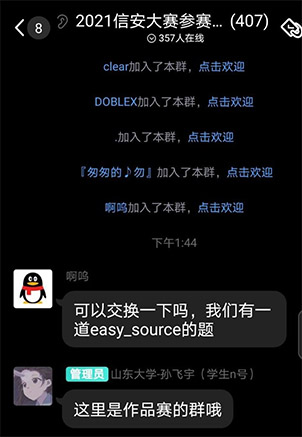 8
2021信安大赛参赛... (407)
357人在线
clear加入了本群，点击欢迎
DOBLEX加入了本群，点击欢迎
.加入了本群，点击欢迎
『匆匆的♪勿』加入了本群，点击欢迎
啊呜加入了本群，点击欢迎
下午1:44
啊呜
可以交换一下吗，我们有一
道easy_source的题
管理员 山东大学-孙飞宇（学生n号）
这里是作品赛的群哦